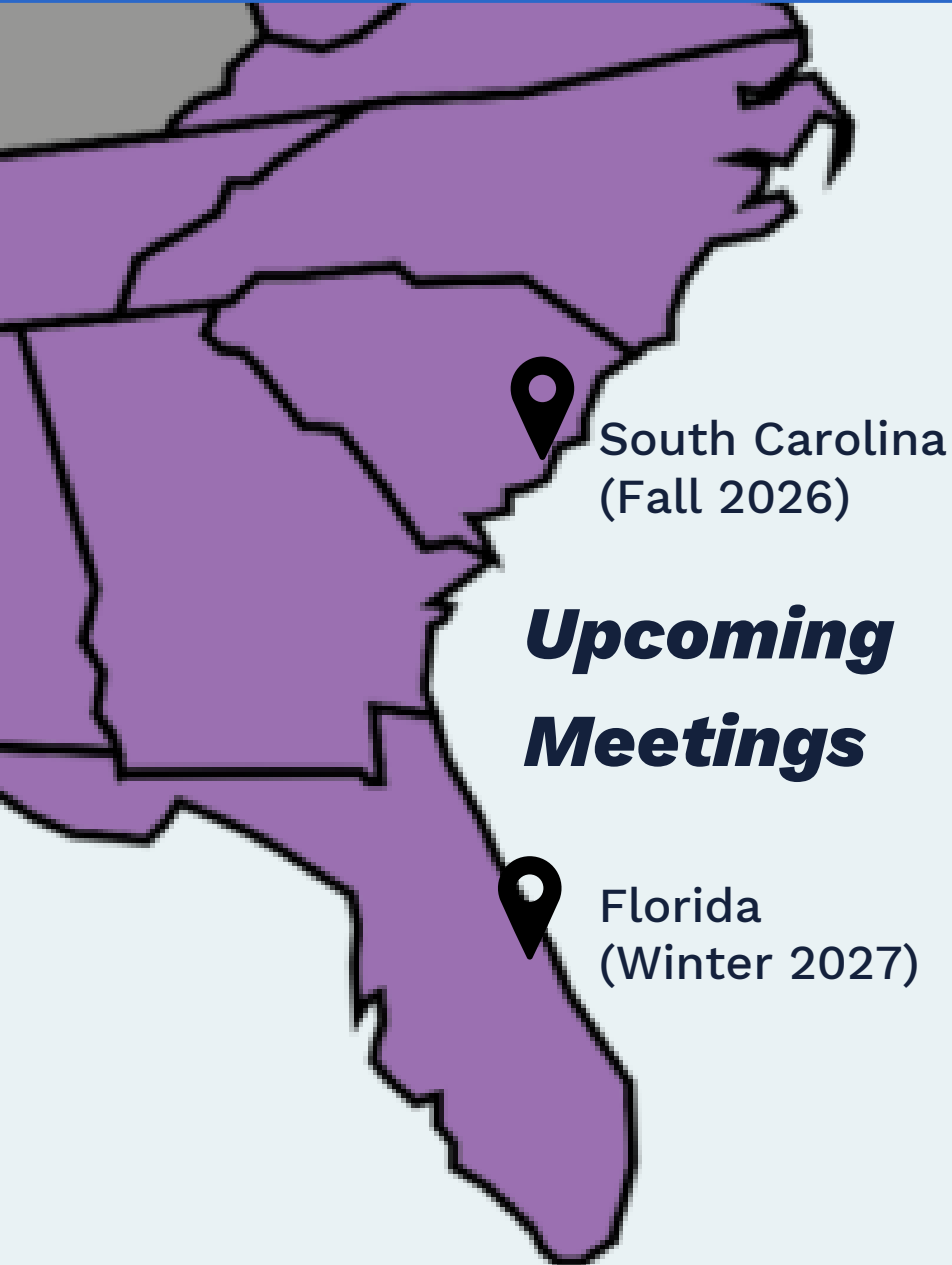 South Carolina
(Fall 2026)
Upcoming
Meetings
Florida
(Winter 2027)